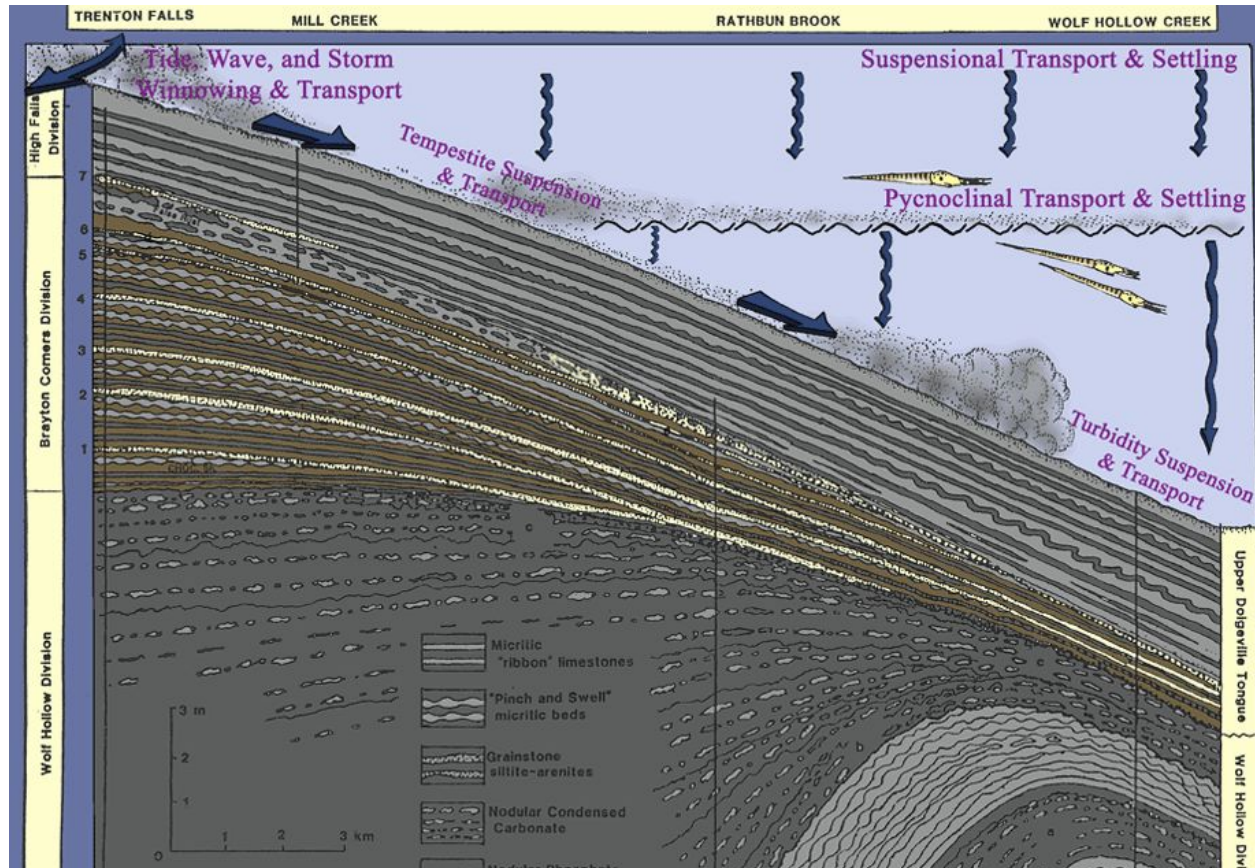 TRENTON FALLS
MILL CREEK
RATHBUN BROOK
WOLF HOLLOW CREEK
Tide, Wave, and Storm
Winnowing & Transport
Suspensional Transport & Settling
Tempestite Suspension
& Transport
Pycnoclinal Transport & Settling
Turbidity Suspension
& Transport
High Falls
Division
Brayton Corners Division
Wolf Hollow Division
7
6
5
4
3
2
1
Upper Dolgeville Tongue
Micritic
"ribbon" limestones
"Pinch and Swell"
micritic beds
Grainstone
siltite-arenites
Nodular Condensed
Carbonate
3 m
2
1
0
1
2
3 km
c
c
b
a
Wolf Hollow